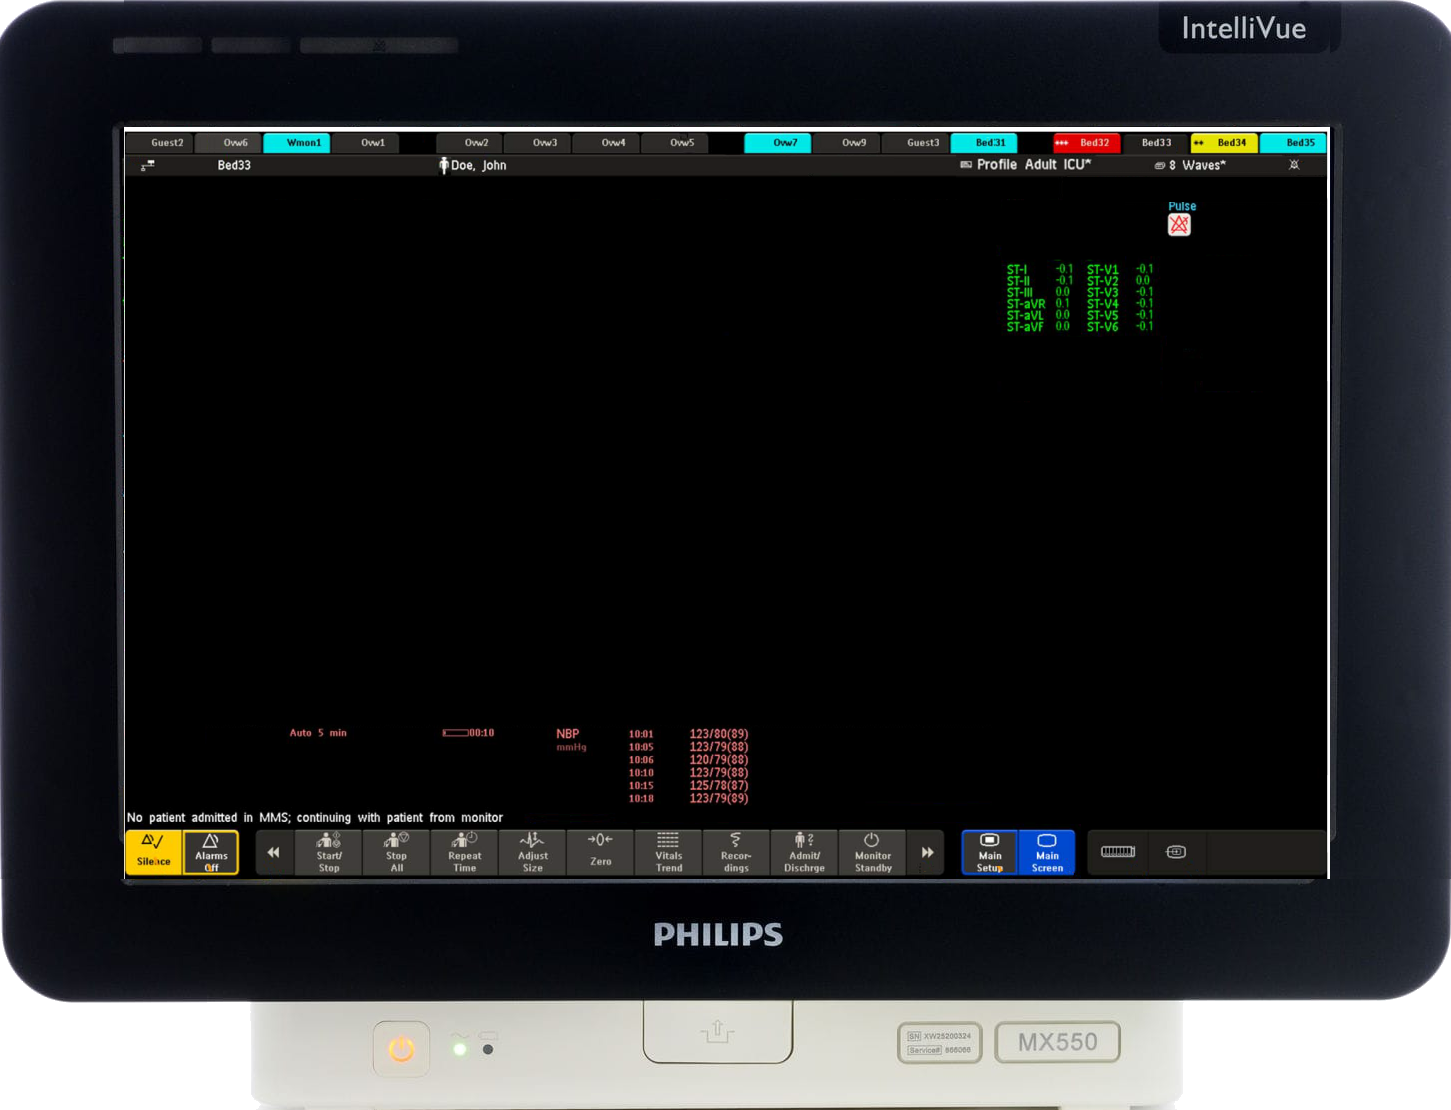 IntelliVue
Guest2 Ovw6 Wmon1 Ovw1 Ovw2 Ovw3 Ovw4 Ovw5 Ovw7 Ovw9 Guest3 Bed31 *** Bed32 Bed33 ** Bed34 Bed35
Bed33 Doe, John Profile Adult ICU* 8 Waves*
Pulse
ST-I -0.1 ST-V1 -0.1
ST-II -0.1 ST-V2 0.0
ST-III 0.0 ST-V3 -0.1
ST-aVR 0.1 ST-V4 -0.1
ST-aVL 0.0 ST-V5 -0.1
ST-aVF 0.0 ST-V6 -0.1
Auto 5 min 00:10 NBP 10:01 123/80(89)
mmHg 10:05 123/79(88)
10:06 120/79(88)
10:10 123/79(88)
10:15 125/78(87)
10:18 123/79(89)
No patient admitted in MMS; continuing with patient from monitor
Silence
Alarms
Off
Start/
Stop
Stop
All
Repeat
Time
Adjust
Size
→0←
Zero
Vitals
Trend
Recor-
dings
Admit/
Dischrge
Monitor
Standby
Main
Setup
Main
Screen
PHILIPS
SN XW25200324
Service# 866066
MX550